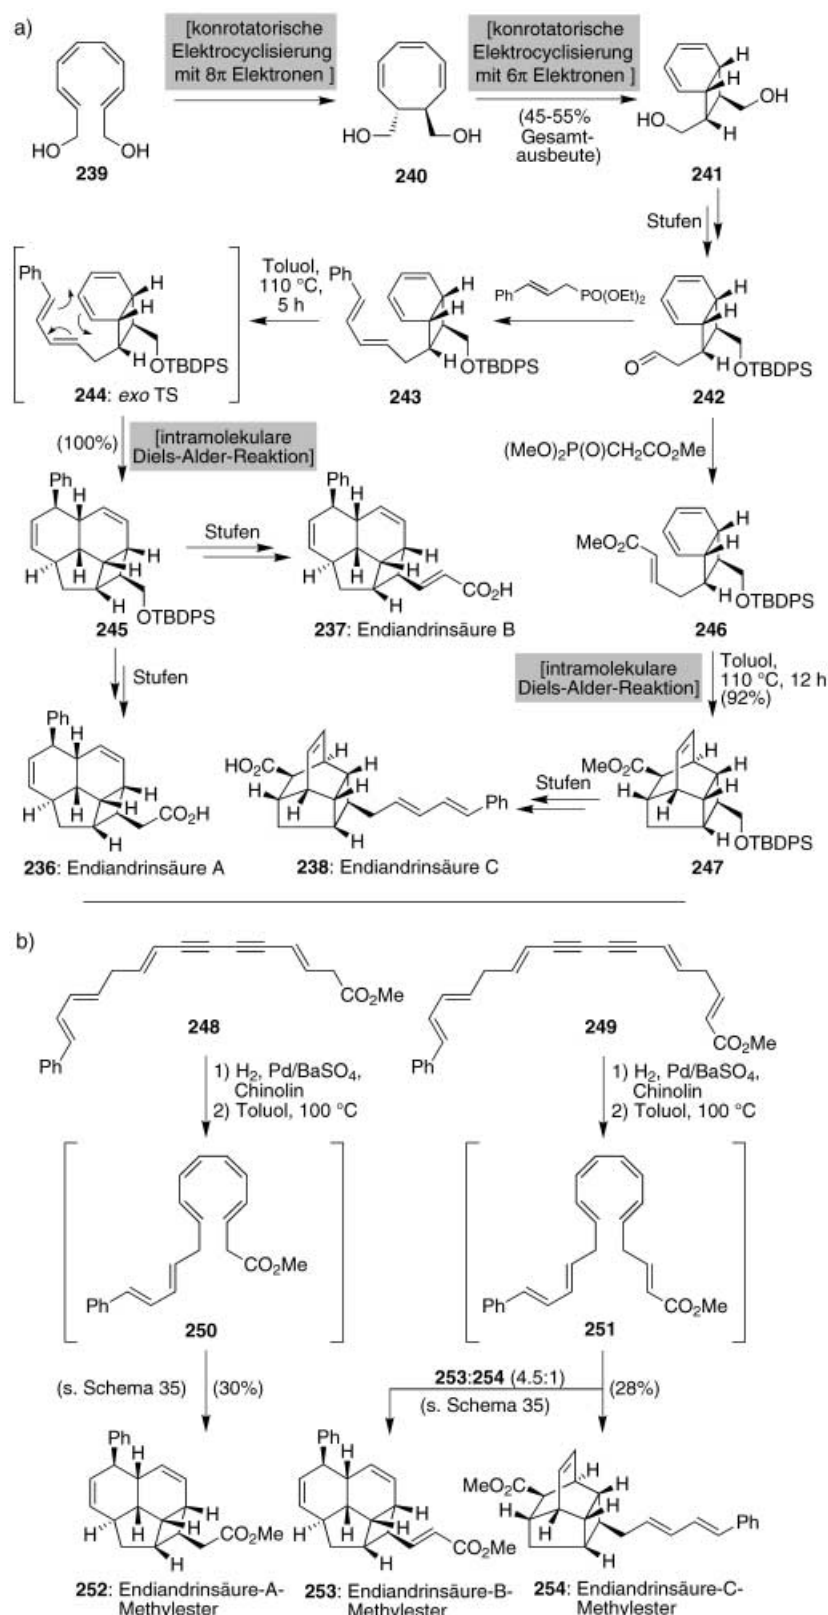 a)
[konrotatorische
Elektrocyclisierung
mit 8π Elektronen ]
[konrotatorische
Elektrocyclisierung
mit 6π Elektronen ]
(45-55%
Gesamt-
ausbeute)
HO OH
239
HO OH
240
HO H H H OH
241
Stufen
Ph H H H OTBDPS
244: exo TS
Toluol,
110 °C,
5 h
Ph H H H OTBDPS
243
Ph PO(OEt)2
O H H H OTBDPS
242
(100%)
[intramolekulare
Diels-Alder-Reaktion]
(MeO)2P(O)CH2CO2Me
Ph H H H H H OTBDPS
245
Stufen
Ph H H H H H CO2H
237: Endiandrinsäure B
MeO2C H H H OTBDPS
246
Stufen
[intramolekulare
Diels-Alder-Reaktion]
Toluol,
110 °C, 12 h
(92%)
Ph H H H H H CO2H
236: Endiandrinsäure A
HO2C H H H H H H Ph
238: Endiandrinsäure C
Stufen
MeO2C H H H H H H OTBDPS
247
b)
CO2Me
Ph
248
CO2Me
Ph
249
1) H2, Pd/BaSO4,
Chinolin
2) Toluol, 100 °C
1) H2, Pd/BaSO4,
Chinolin
2) Toluol, 100 °C
CO2Me
Ph
250
Ph CO2Me
251
(s. Schema 35) (30%)
253:254 (4.5:1)
(s. Schema 35)
(28%)
Ph H H H H H CO2Me
252: Endiandrinsäure-A-
Methylester
Ph H H H H H CO2Me
253: Endiandrinsäure-B-
Methylester
MeO2C H H H H H H Ph
254: Endiandrinsäure-C-
Methylester